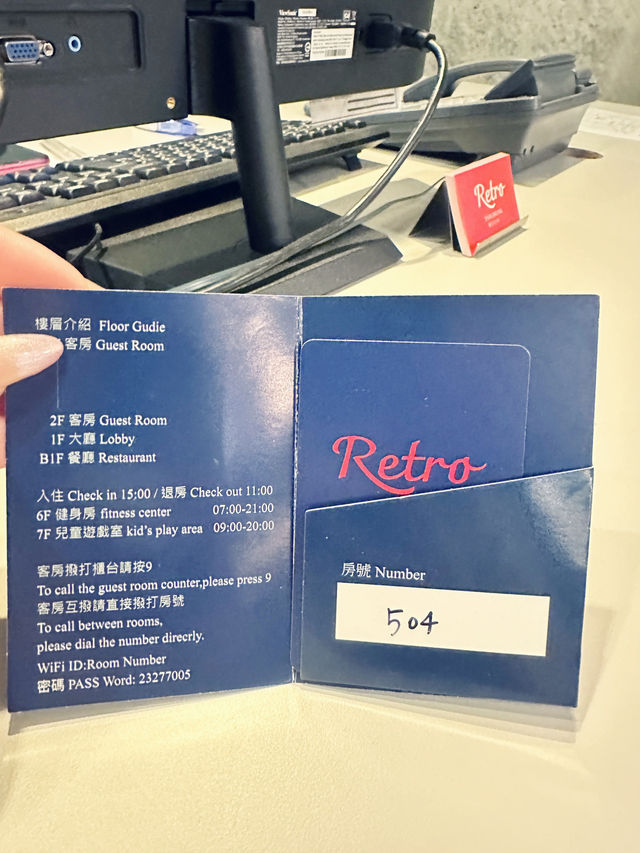 ViewSonic
Retro
樓層介紹 Floor Gudie
客房 Guest Room
2F 客房 Guest Room
1F 大廳 Lobby
B1F 餐廳 Restaurant
入住 Check in 15:00 / 退房 Check out 11:00
6F 健身房 fitness center 07:00-21:00
7F 兒童遊戲室 kid's play area 09:00-20:00
客房撥打櫃台請按9
To call the guest room counter,please press 9
客房互撥請直接撥打房號
To call between rooms,
please dial the number direcrly.
WiFi ID:Room Number
密碼 PASS Word: 23277005
Retro
房號 Number
504